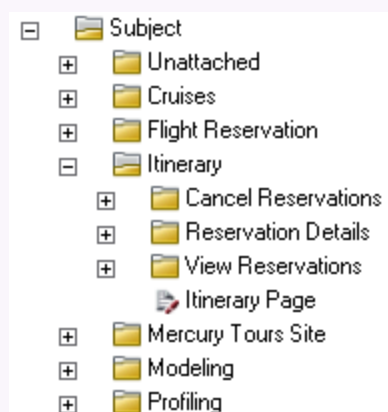 Subject
Unattached
Cruises
Flight Reservation
Itinerary
Cancel Reservations
Reservation Details
View Reservations
Itinerary Page
Mercury Tours Site
Modeling
Profiling